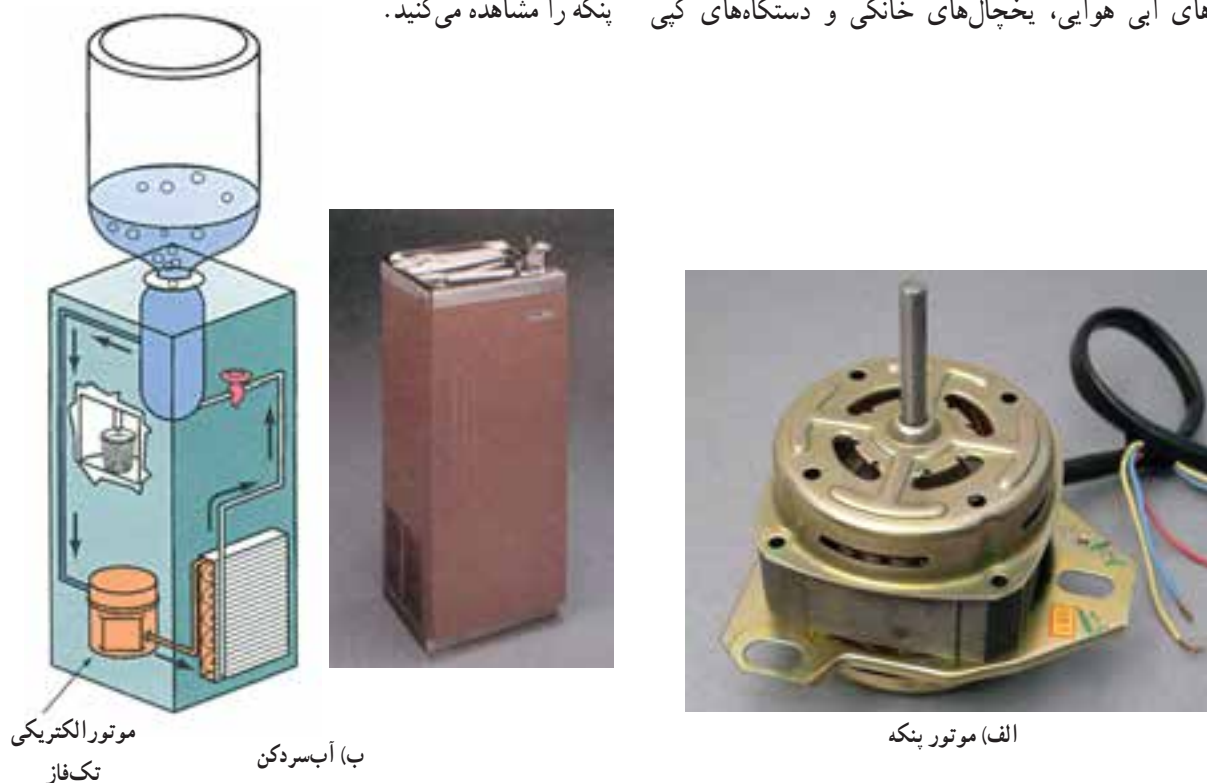 های آبی هوایی، یخچال‌های خانگی و دستگاه‌های کپی
پنکه را مشاهده می‌کنید.
الف) موتور پنکه
ب) آب‌سردکن
موتورالکتریکی
تک‌فاز